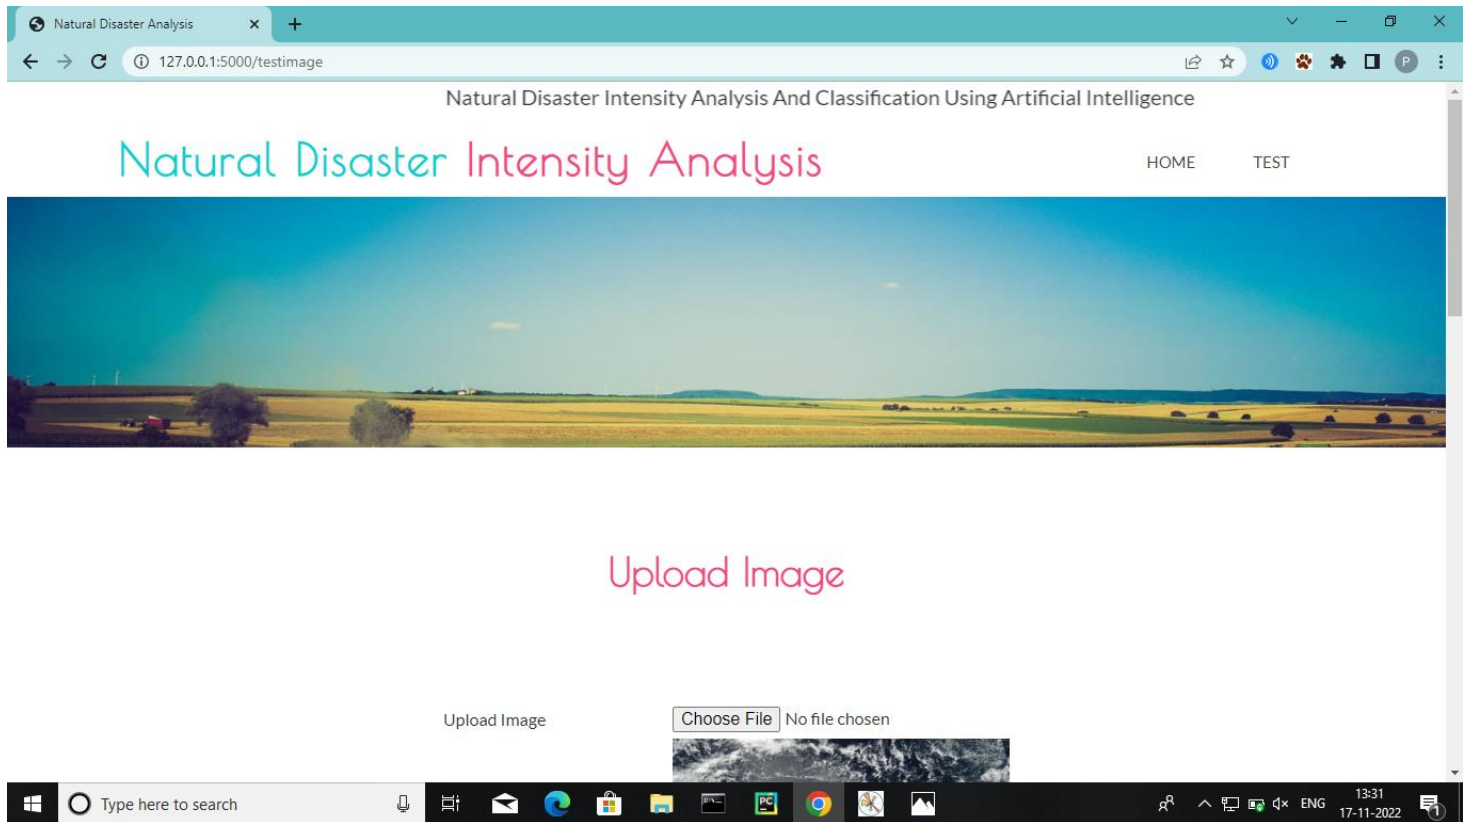 Natural Disaster Analysis
127.0.0.1:5000/testimage
P
Natural Disaster Intensity Analysis And Classification Using Artificial Intelligence
Natural Disaster Intensity Analysis
HOME TEST
Upload Image
Upload Image Choose File No file chosen
Type here to search
PC
ENG
13:31
17-11-2022
1